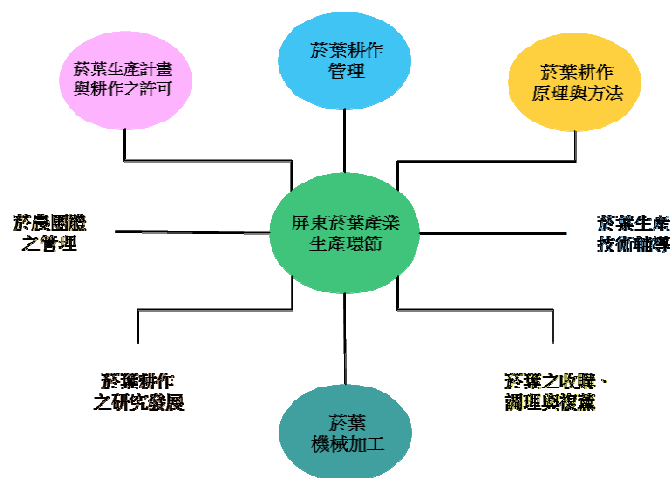 菸葉生產計畫
與耕作之許可
菸葉耕作
管理
菸葉耕作
原理與方法
菸農團體
之管理
屏東菸葉產業
生產環節
菸葉生產
技術輔導
菸葉耕作
之研究發展
菸葉
機械加工
菸葉之收購、
調理與複薰